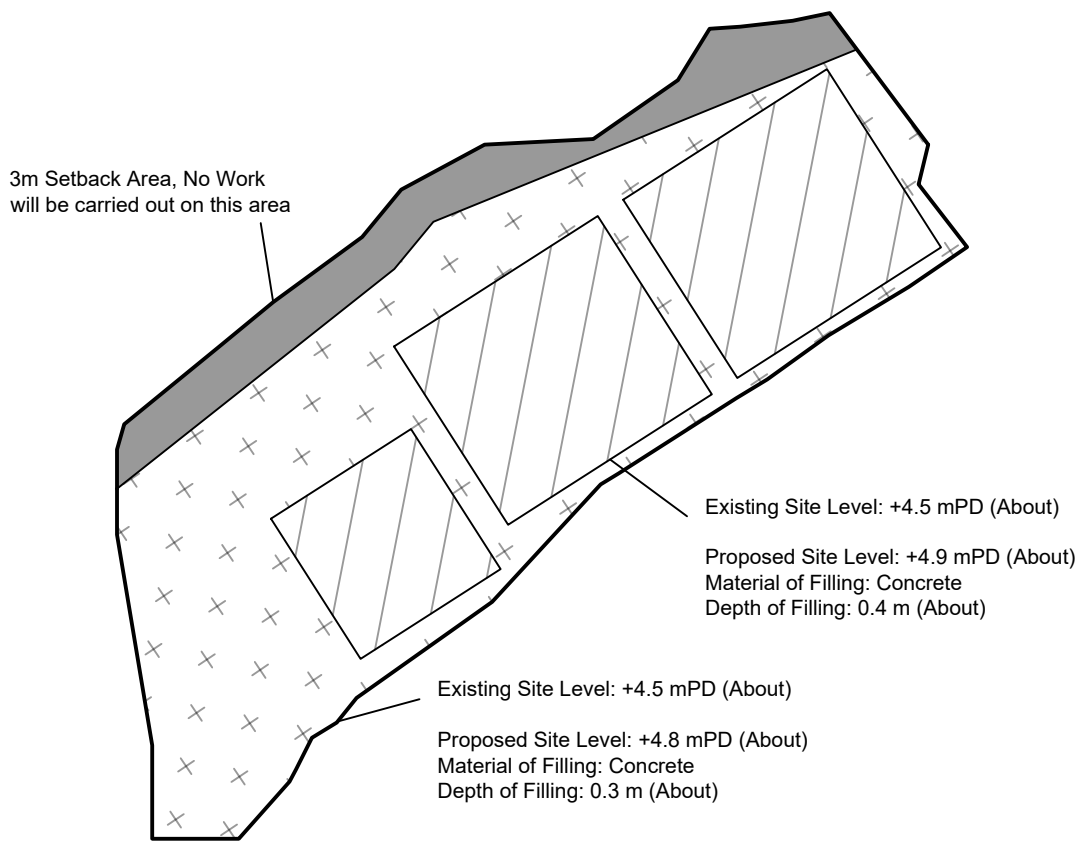 3m Setback Area, No Work
will be carried out on this area
Existing Site Level: +4.5 mPD (About)
Proposed Site Level: +4.9 mPD (About)
Material of Filling: Concrete
Depth of Filling: 0.4 m (About)
Existing Site Level: +4.5 mPD (About)
Proposed Site Level: +4.8 mPD (About)
Material of Filling: Concrete
Depth of Filling: 0.3 m (About)